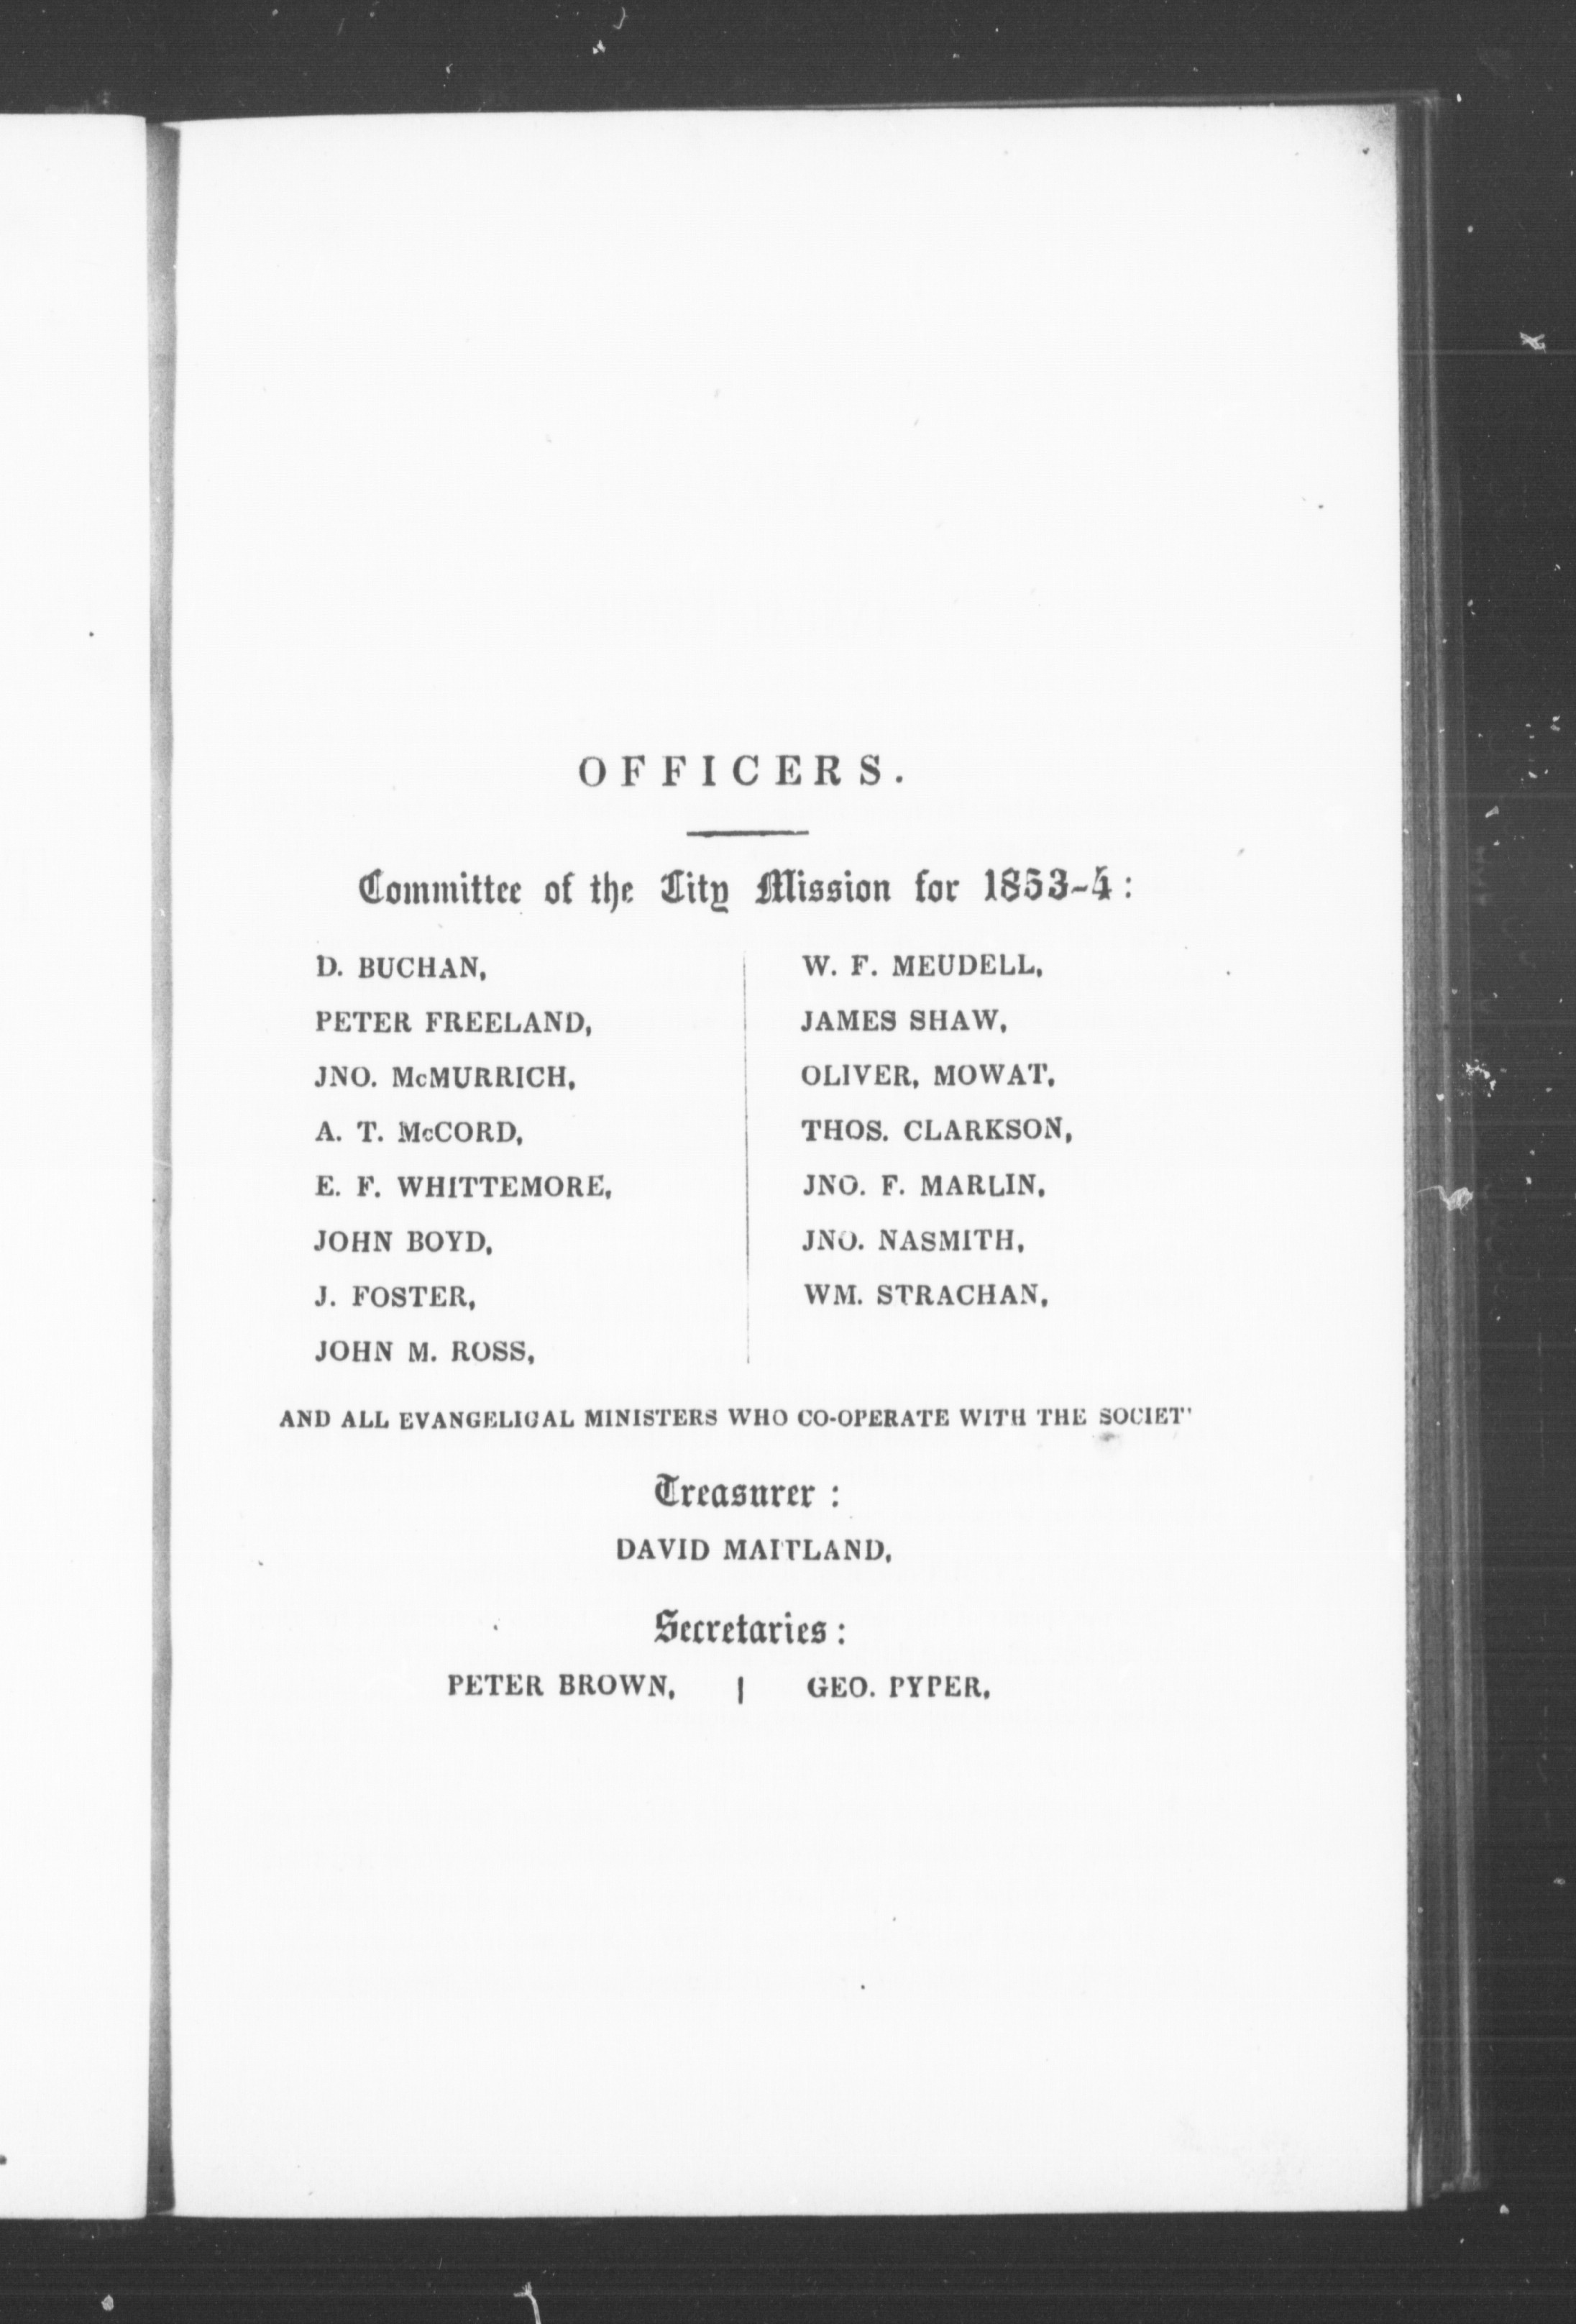 OFFICERS.
Committee of the City Mission for 1853-4:
D. BUCHAN,
PETER FREELAND,
JNO. McMURRICH,
A. T. McCORD,
E. F. WHITTEMORE,
JOHN BOYD,
J. FOSTER,
JOHN M. ROSS,
W. F. MEUDELL,
JAMES SHAW,
OLIVER, MOWAT,
THOS. CLARKSON,
JNO. F. MARLIN,
JNO. NASMITH,
WM. STRACHAN,
AND ALL EVANGELICAL MINISTERS WHO CO-OPERATE WITH THE SOCIET
Treasurer:
DAVID MAITLAND,
Secretaries:
PETER BROWN, | GEO. PYPER,